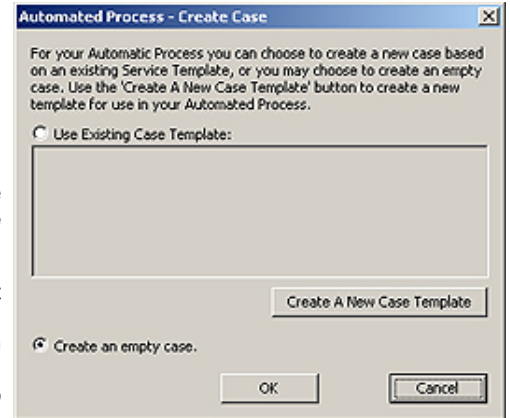 Automated Process - Create Case
For your Automatic Process you can choose to create a new case based
on an existing Service Template, or you may choose to create an empty
case. Use the 'Create A New Case Template' button to create a new
template for use in your Automated Process.
Use Existing Case Template:
Create A New Case Template
Create an empty case.
OK
Cancel